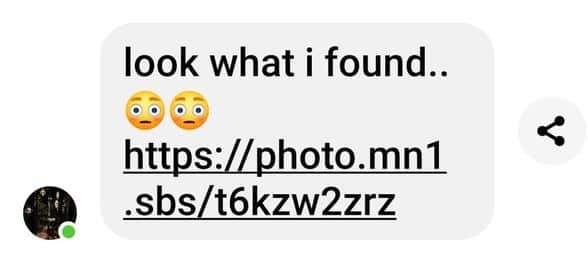 look what i found..
😳😳
https://photo.mn1
.sbs/t6kzw2zrz